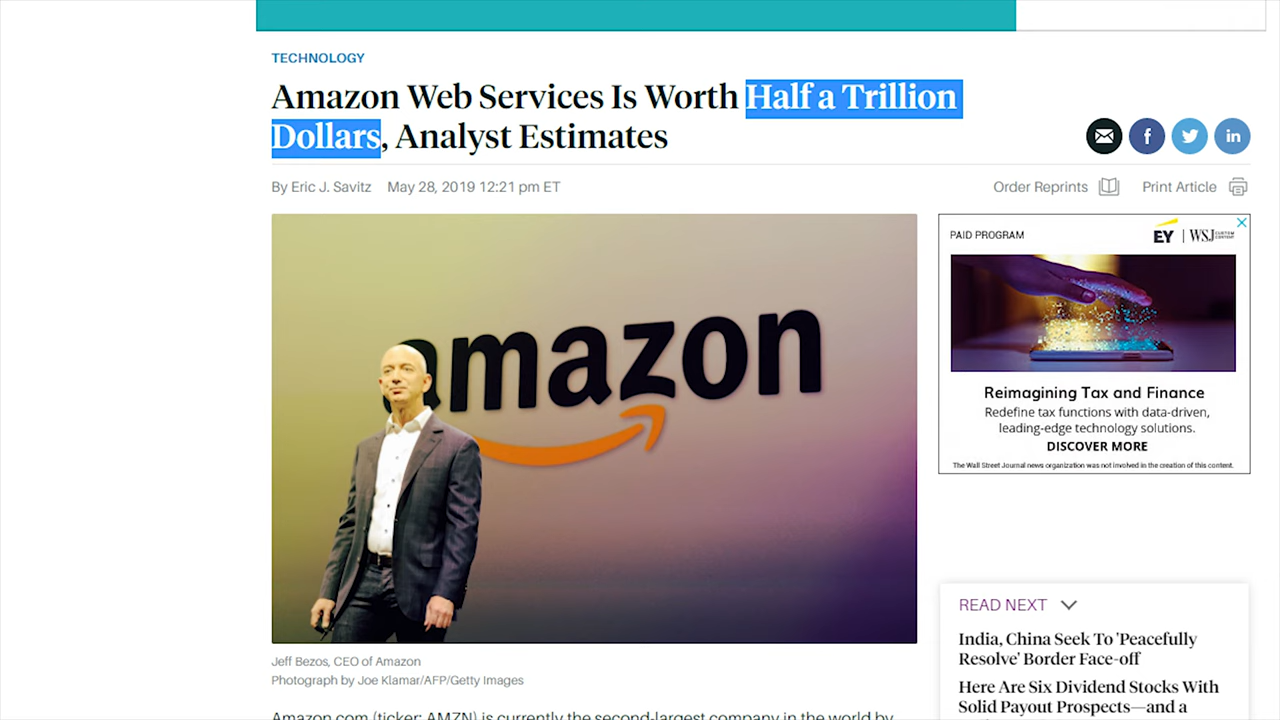 TECHNOLOGY
Amazon Web Services Is Worth Half a Trillion
Dollars, Analyst Estimates
By Eric J. Savitz May 28, 2019 12:21 pm ET
Order Reprints Print Article
amazon
Jeff Bezos, CEO of Amazon
Photograph by Joe Klamar/AFP/Getty Images
Amazon.com (ticker: AMZN) is currently the second-largest company in the world by
PAID PROGRAM
EY | WSJ CUSTOM CONTENT
Reimagining Tax and Finance
Redefine tax functions with data-driven,
leading-edge technology solutions.
DISCOVER MORE
The Wall Street Journal news organization was not involved in the creation of this content.
READ NEXT
India, China Seek To 'Peacefully
Resolve' Border Face-off
Here Are Six Dividend Stocks With
Solid Payout Prospects—and a